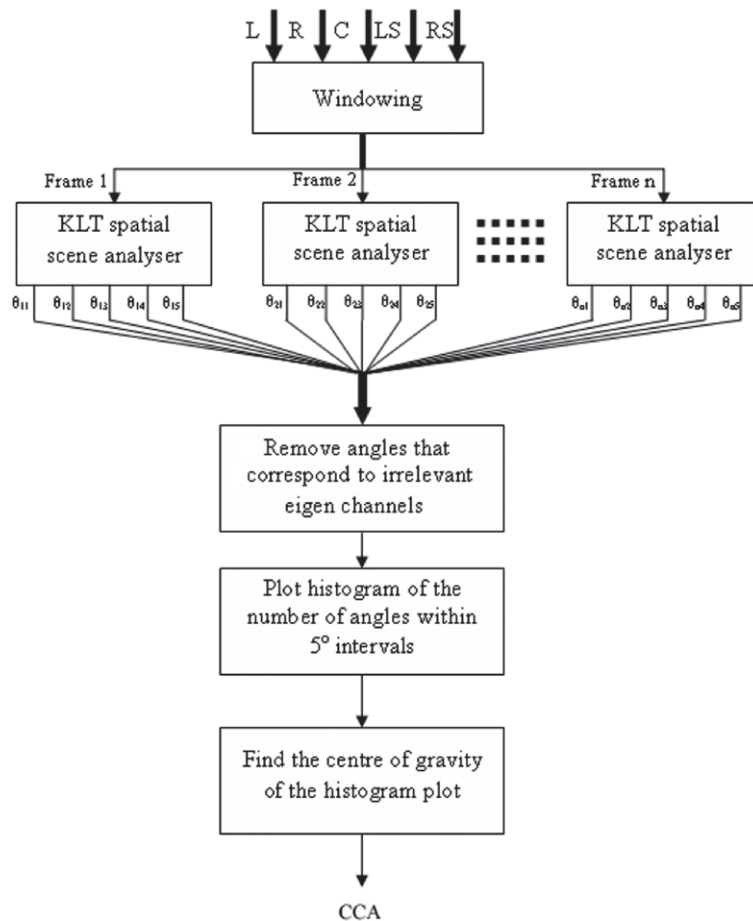 L R C LS RS
Windowing
Frame 1 Frame 2 Frame n
KLT spatial
scene analyser
KLT spatial
scene analyser
KLT spatial
scene analyser
θ11 θ12 θ13 θ14 θ15 θ21 θ22 θ23 θ24 θ25 θn1 θn2 θn3 θn4 θn5
Remove angles that
correspond to irrelevant
eigen channels
Plot histogram of the
number of angles within
5° intervals
Find the centre of gravity
of the histogram plot
CCA